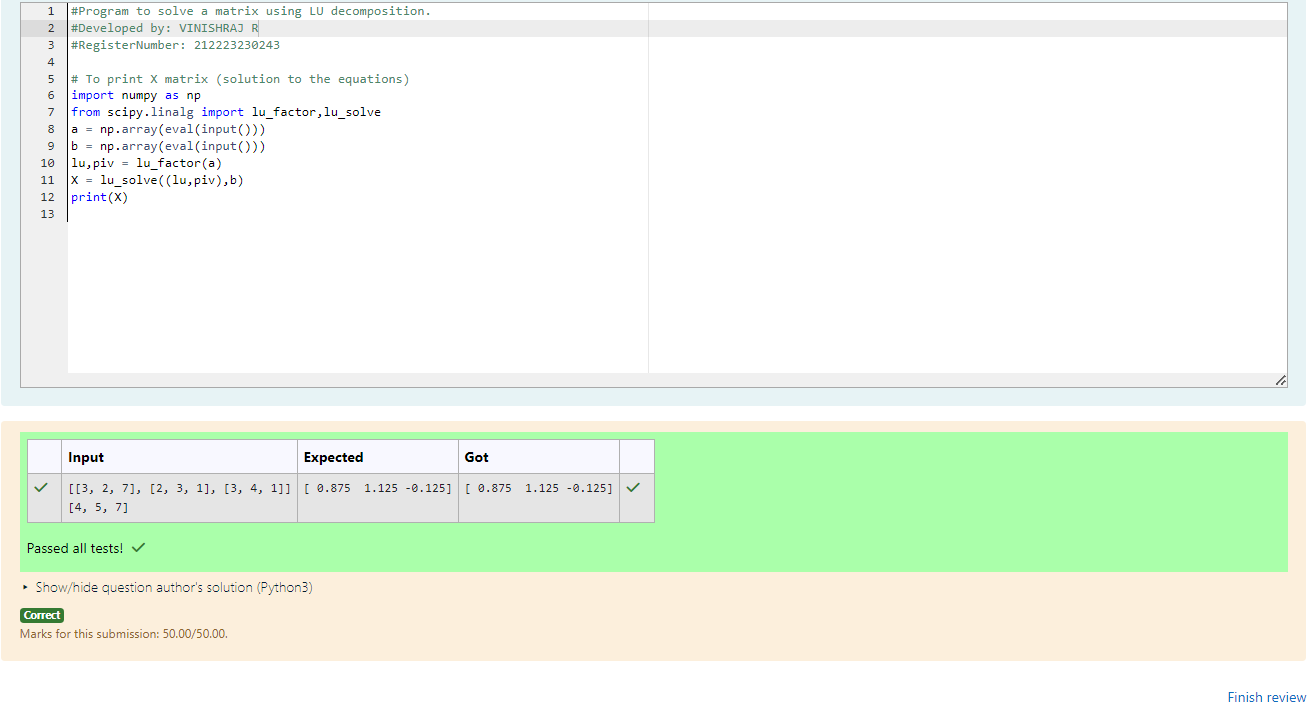 1 #Program to solve a matrix using LU decomposition.
2 #Developed by: VINISHRAJ R
3 #RegisterNumber: 212223230243
4
5 # To print X matrix (solution to the equations)
6 import numpy as np
7 from scipy.linalg import lu_factor,lu_solve
8 a = np.array(eval(input()))
9 b = np.array(eval(input()))
10 lu,piv = lu_factor(a)
11 X = lu_solve((lu,piv),b)
12 print(X)
13
Input Expected Got
[[3, 2, 7], [2, 3, 1], [3, 4, 1]] [ 0.875  1.125 -0.125] [ 0.875  1.125 -0.125]
[4, 5, 7]
Passed all tests!
Show/hide question author's solution (Python3)
Correct
Marks for this submission: 50.00/50.00.
Finish review